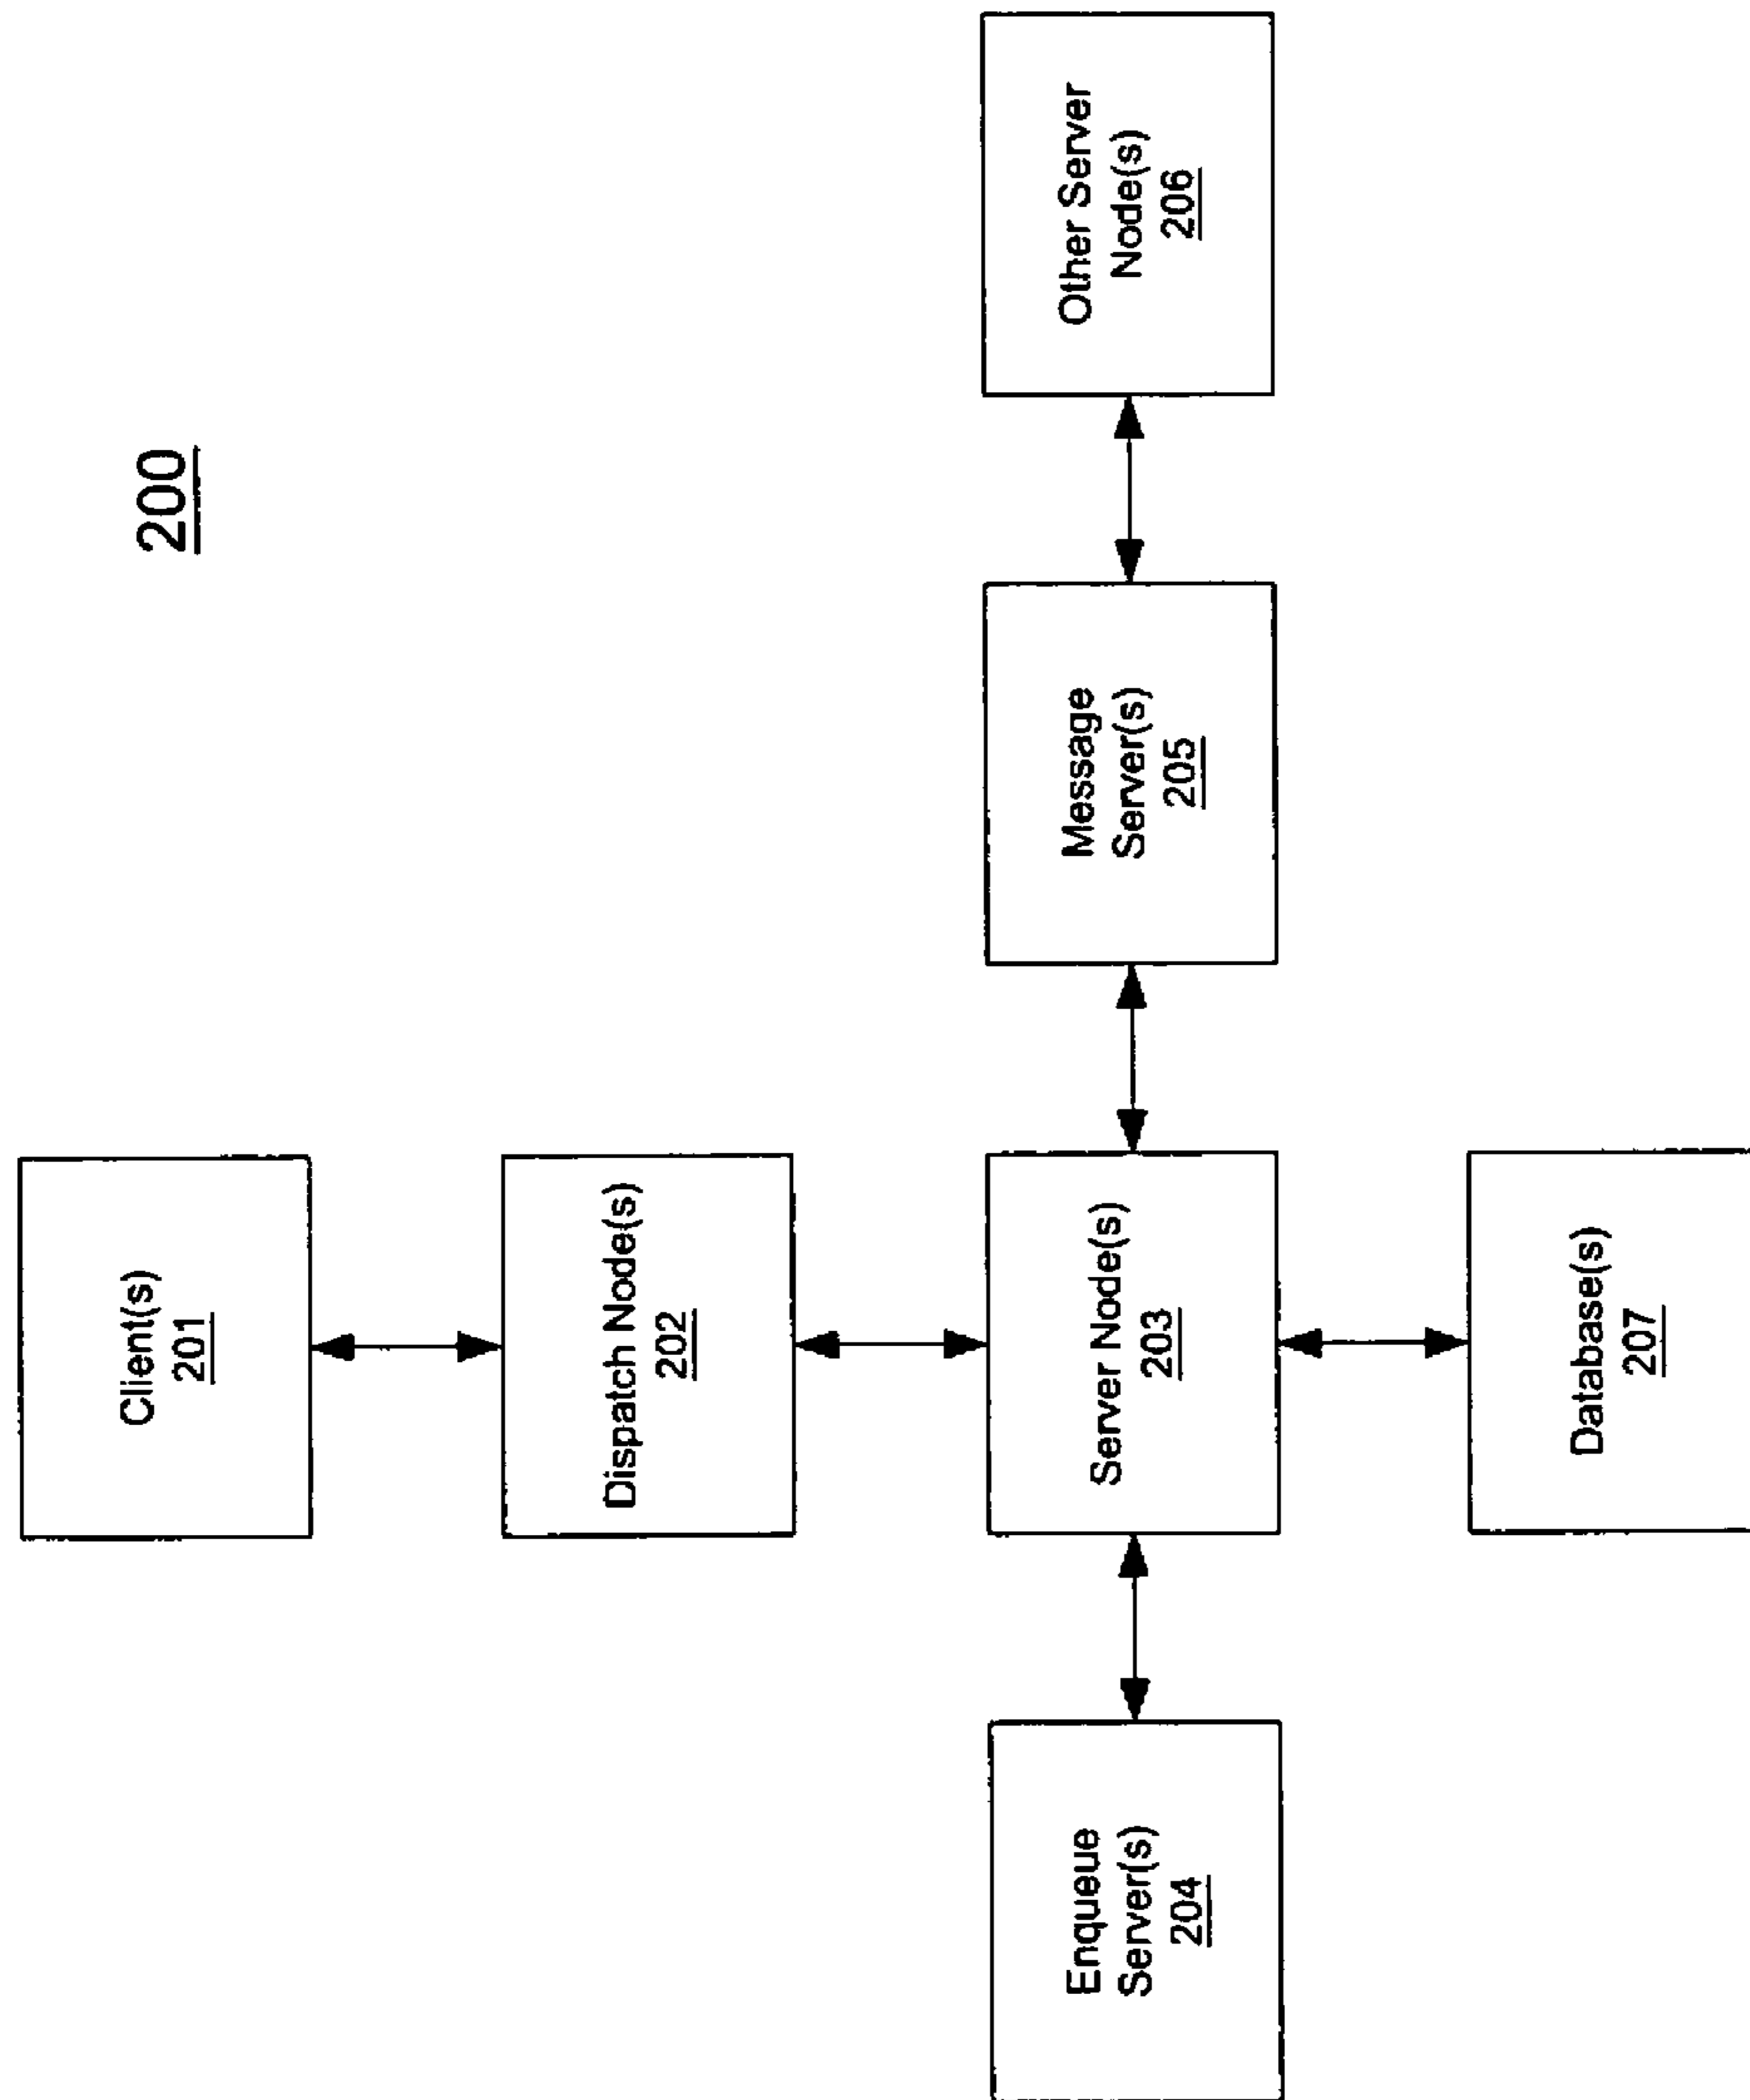 200
Client(s)
201
Dispatch Node(s)
202
Enqueue
Server(s)
204
Server Node(s)
203
Message
Server(s)
205
Other Server
Node(s)
206
Database(s)
207